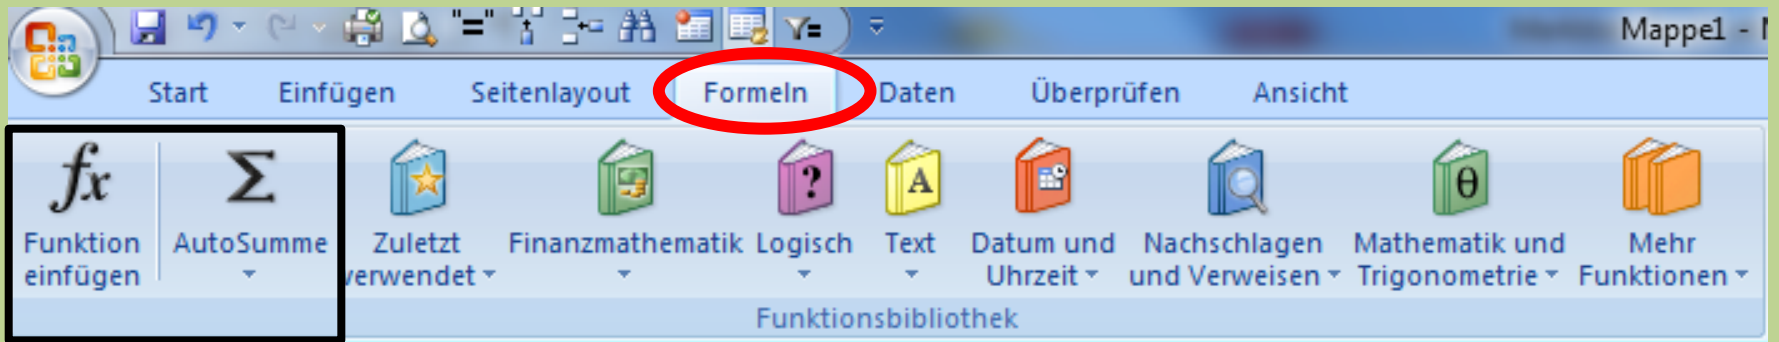 "="
Mappe1 -
Start Einfügen Seitenlayout Formeln Daten Überprüfen Ansicht
fx Σ ? A θ
Funktion einfügen
AutoSumme
Zuletzt verwendet
Finanzmathematik
Logisch
Text
Datum und Uhrzeit
Nachschlagen und Verweisen
Mathematik und Trigonometrie
Mehr Funktionen
Funktionsbibliothek